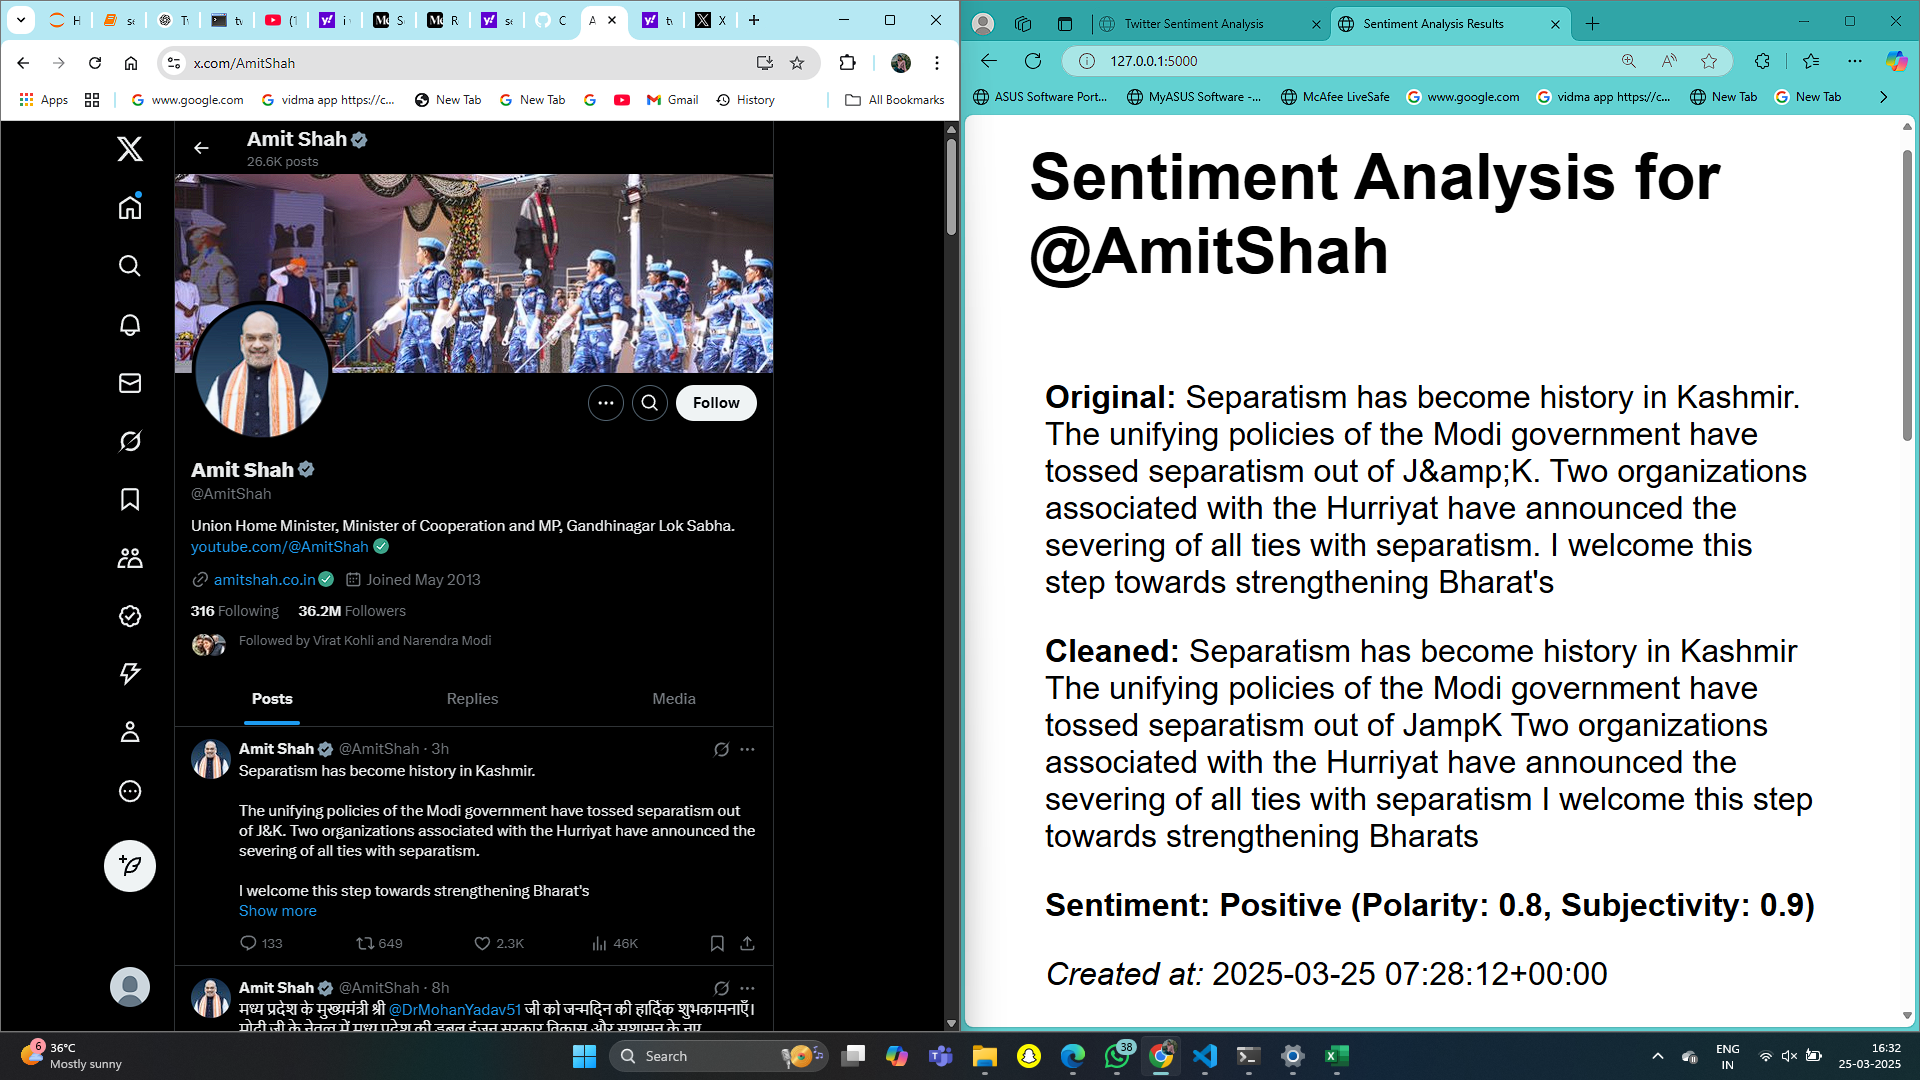 x.com/AmitShah
Apps
www.google.com
vidma app https://c...
New Tab
New Tab
Gmail
History
All Bookmarks
Amit Shah
26.6K posts
Follow
Amit Shah
@AmitShah
Union Home Minister, Minister of Cooperation and MP, Gandhinagar Lok Sabha.
youtube.com/@AmitShah
amitshah.co.in Joined May 2013
316 Following 36.2M Followers
Followed by Virat Kohli and Narendra Modi
Posts Replies Media
Amit Shah @AmitShah · 3h
Separatism has become history in Kashmir.
The unifying policies of the Modi government have tossed separatism out
of J&K. Two organizations associated with the Hurriyat have announced the
severing of all ties with separatism.
I welcome this step towards strengthening Bharat's
Show more
133 649 2.3K 46K
Amit Shah @AmitShah · 8h
मध्य प्रदेश के मुख्यमंत्री श्री @DrMohanYadav51 जी को जन्मदिन की हार्दिक शुभकामनाएँ।
मोदी जी के नेतृत्व में मध्य प्रदेश की डबल इंजन सरकार विकास और सुशासन के नए
Twitter Sentiment Analysis
Sentiment Analysis Results
127.0.0.1:5000
ASUS Software Port...
MyASUS Software -...
McAfee LiveSafe
www.google.com
vidma app https://c...
New Tab
New Tab
Sentiment Analysis for
@AmitShah
Original: Separatism has become history in Kashmir.
The unifying policies of the Modi government have
tossed separatism out of J&amp;K. Two organizations
associated with the Hurriyat have announced the
severing of all ties with separatism. I welcome this
step towards strengthening Bharat's
Cleaned: Separatism has become history in Kashmir
The unifying policies of the Modi government have
tossed separatism out of JampK Two organizations
associated with the Hurriyat have announced the
severing of all ties with separatism I welcome this step
towards strengthening Bharats
Sentiment: Positive (Polarity: 0.8, Subjectivity: 0.9)
Created at: 2025-03-25 07:28:12+00:00
6
36°C
Mostly sunny
Search
38
ENG
IN
16:32
25-03-2025